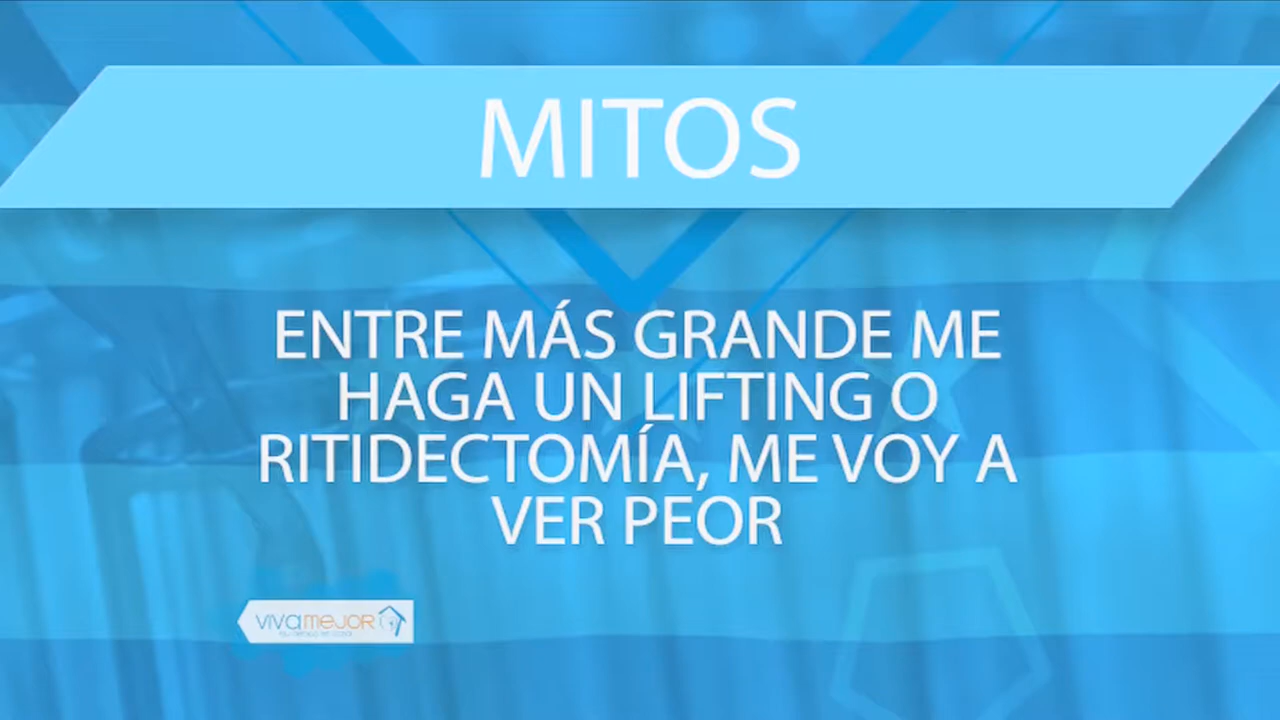 MITOS
ENTRE MÁS GRANDE ME
HAGA UN LIFTING O
RITIDECTOMÍA, ME VOY A
VER PEOR
VIVAMEJOR